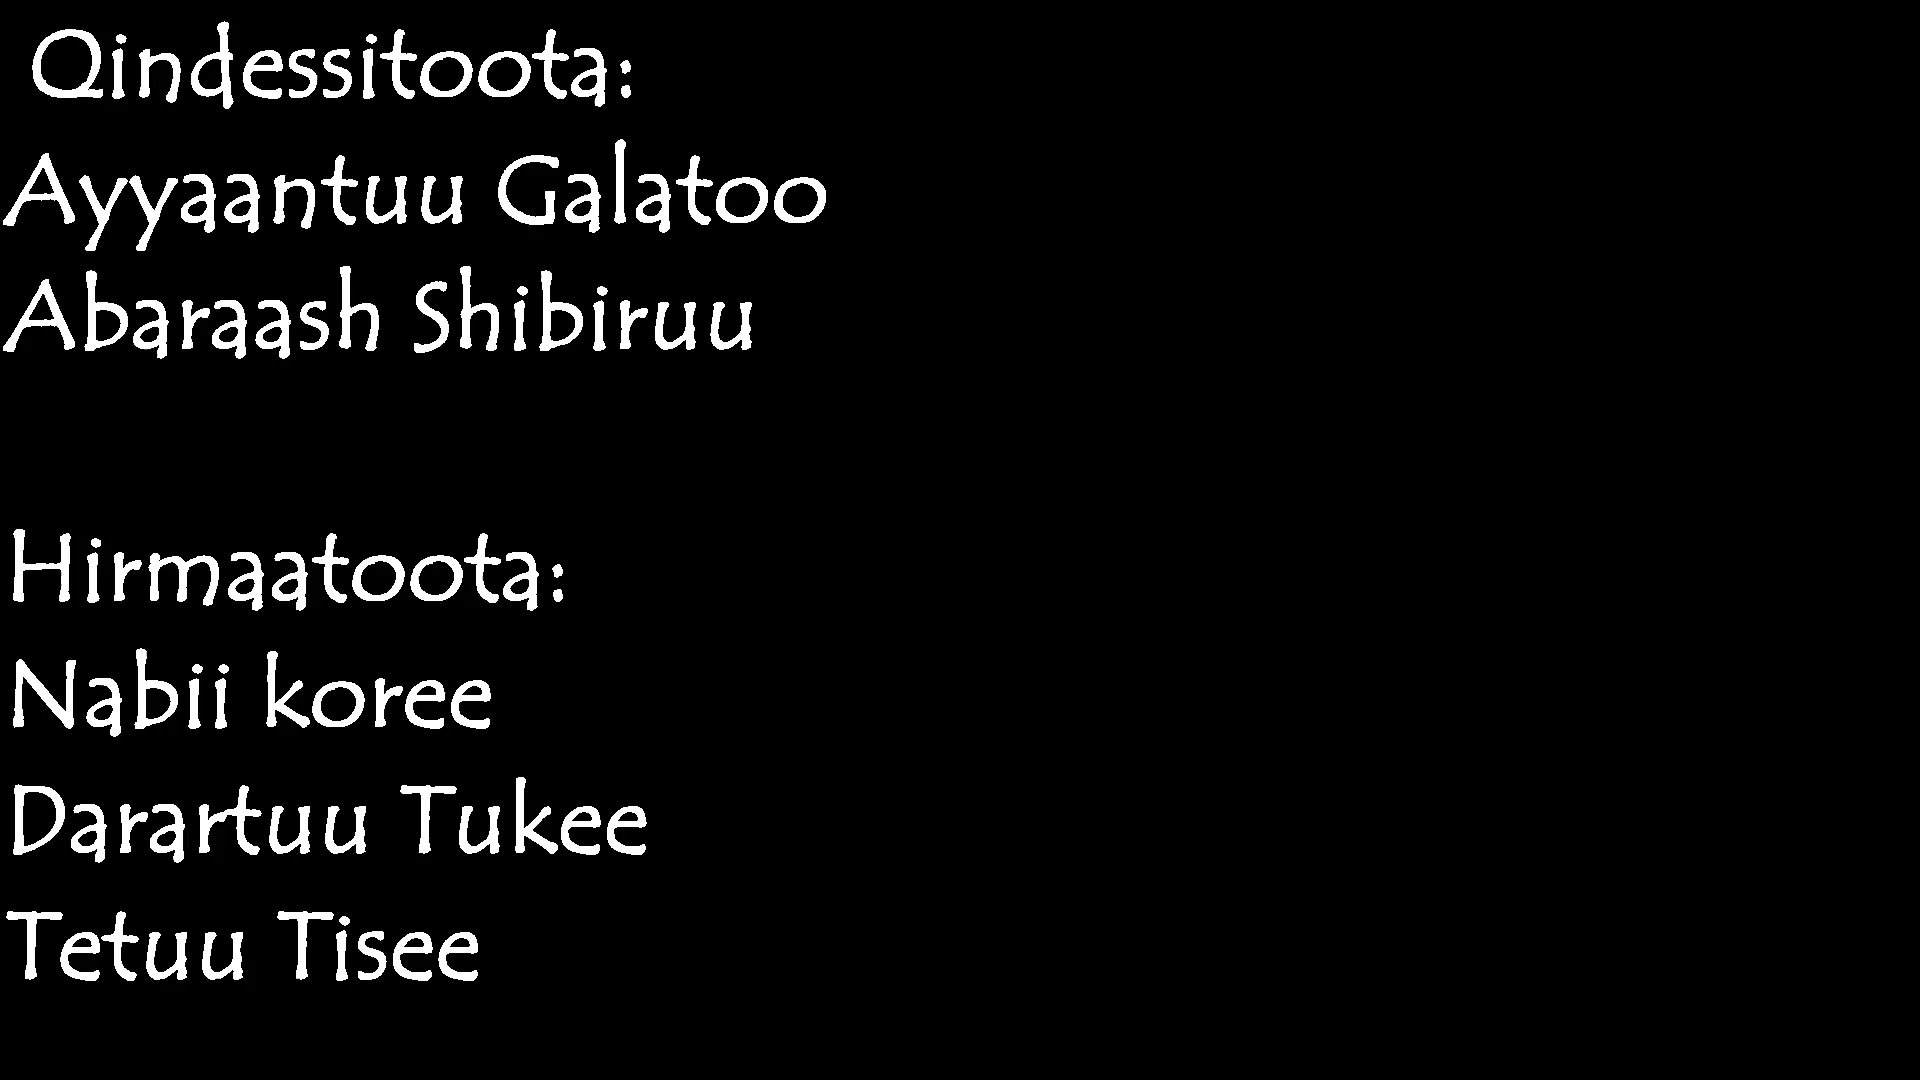 Qindessitoota:
Ayyaantuu Galatoo
Abaraash Shibiruu
Hirmaatoota:
Nabii koree
Darartuu Tukee
Tetuu Tisee